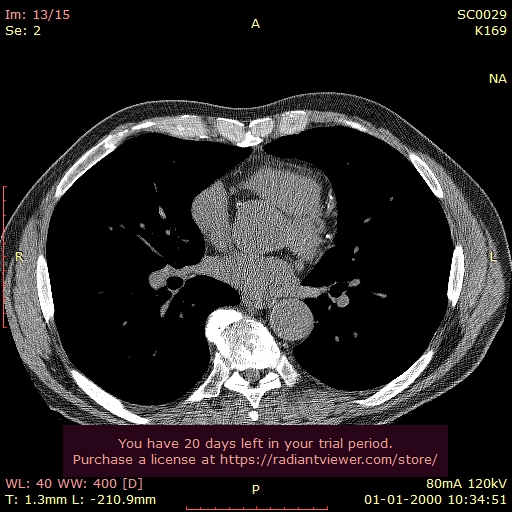 Im: 13/15
Se: 2
A
SC0029
K169
NA
R
L
You have 20 days left in your trial period.
Purchase a license at https://radiantviewer.com/store/
WL: 40 WW: 400 [D]
T: 1.3mm L: -210.9mm
P
80mA 120kV
01-01-2000 10:34:51